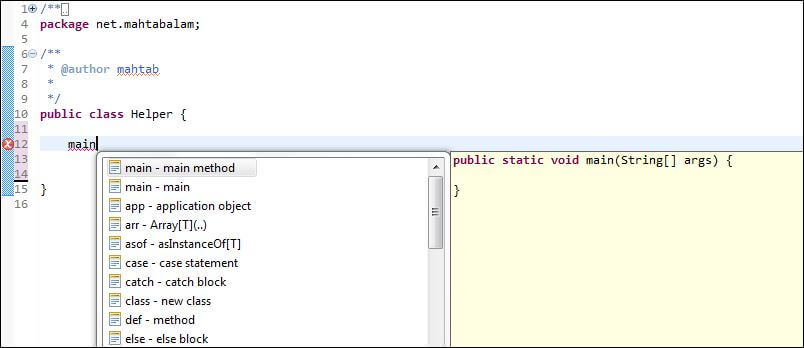 1 /**
4 package net.mahtabalam;
5
6 /**
7 * @author mahtab
8 *
9 */
10 public class Helper {
11
12 main
13
14
15 }
16
main - main method
main - main
app - application object
arr - Array[T](..)
asof - asInstanceOf[T]
case - case statement
catch - catch block
class - new class
def - method
else - else block
public static void main(String[] args) {
}